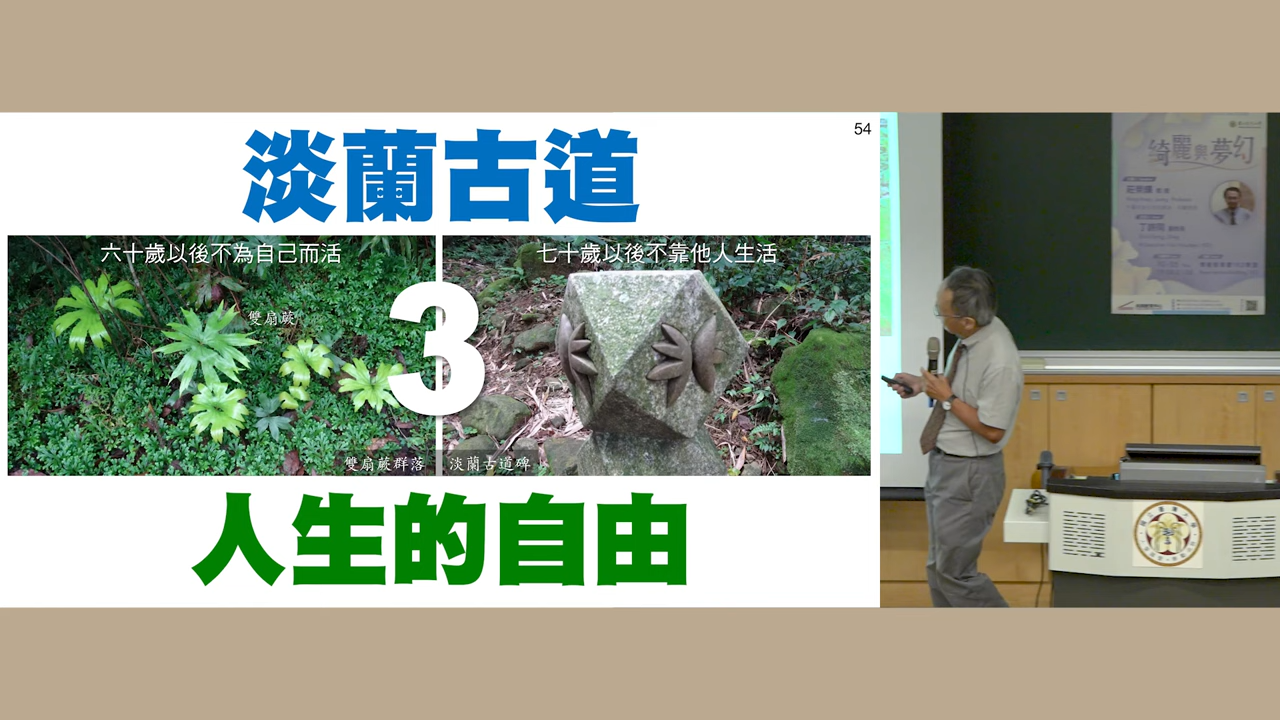 淡蘭古道
54
六十歲以後不為自己而活
七十歲以後不靠他人生活
雙扇蕨
3
雙扇蕨群落
淡蘭古道碑
人生的自由
綺麗與夢幻